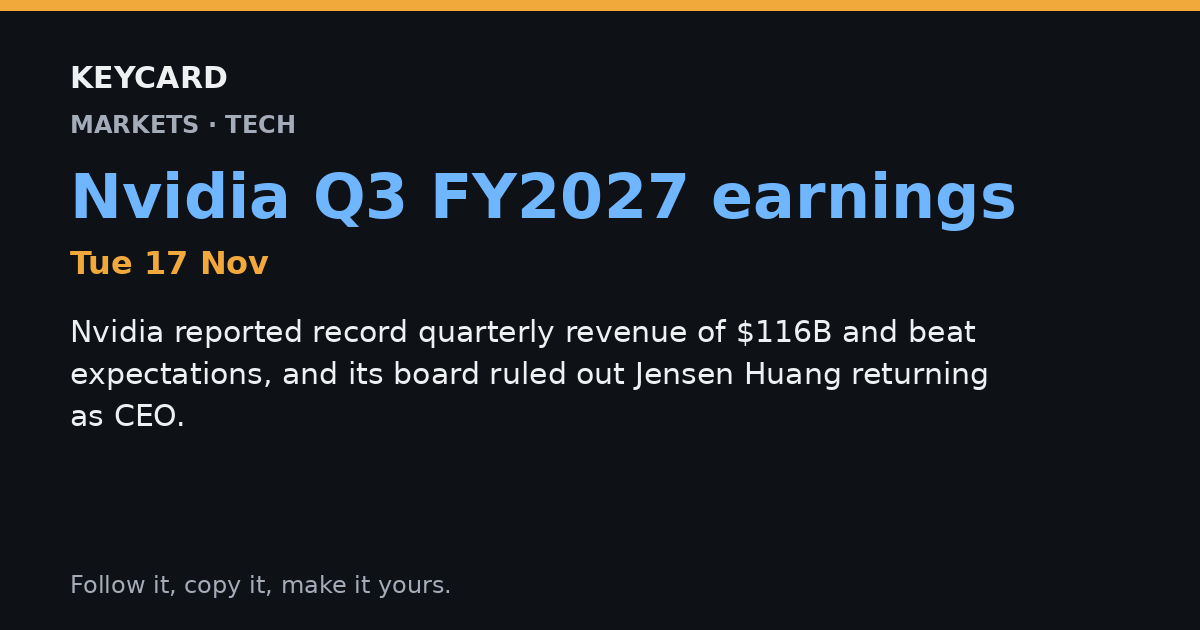 KEYCARD
MARKETS · TECH
Nvidia Q3 FY2027 earnings
Tue 17 Nov
Nvidia reported record quarterly revenue of $116B and beat
expectations, and its board ruled out Jensen Huang returning
as CEO.
Follow it, copy it, make it yours.